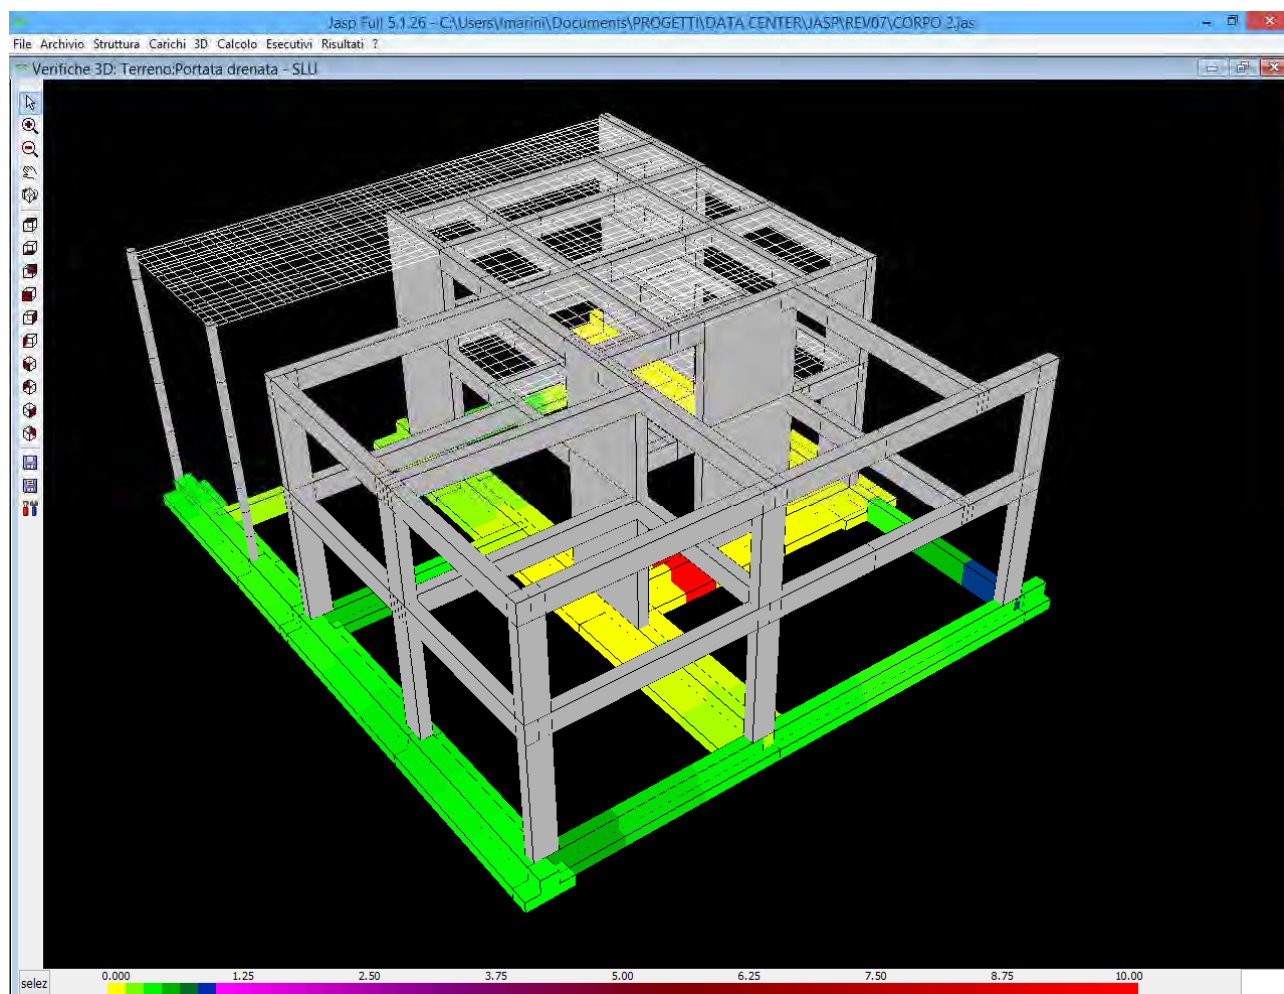 Jasp Full 5.1.26 - C:\Users\lmarini\Documents\PROGETTI\DATA CENTER\JASP\REV07\CORPO_2.jas
File Archivio Struttura Carichi 3D Calcolo Esecutivi Risultati ?
Verifiche 3D: Terreno:Portata drenata - SLU
selez 0.000 1.25 2.50 3.75 5.00 6.25 7.50 8.75 10.00